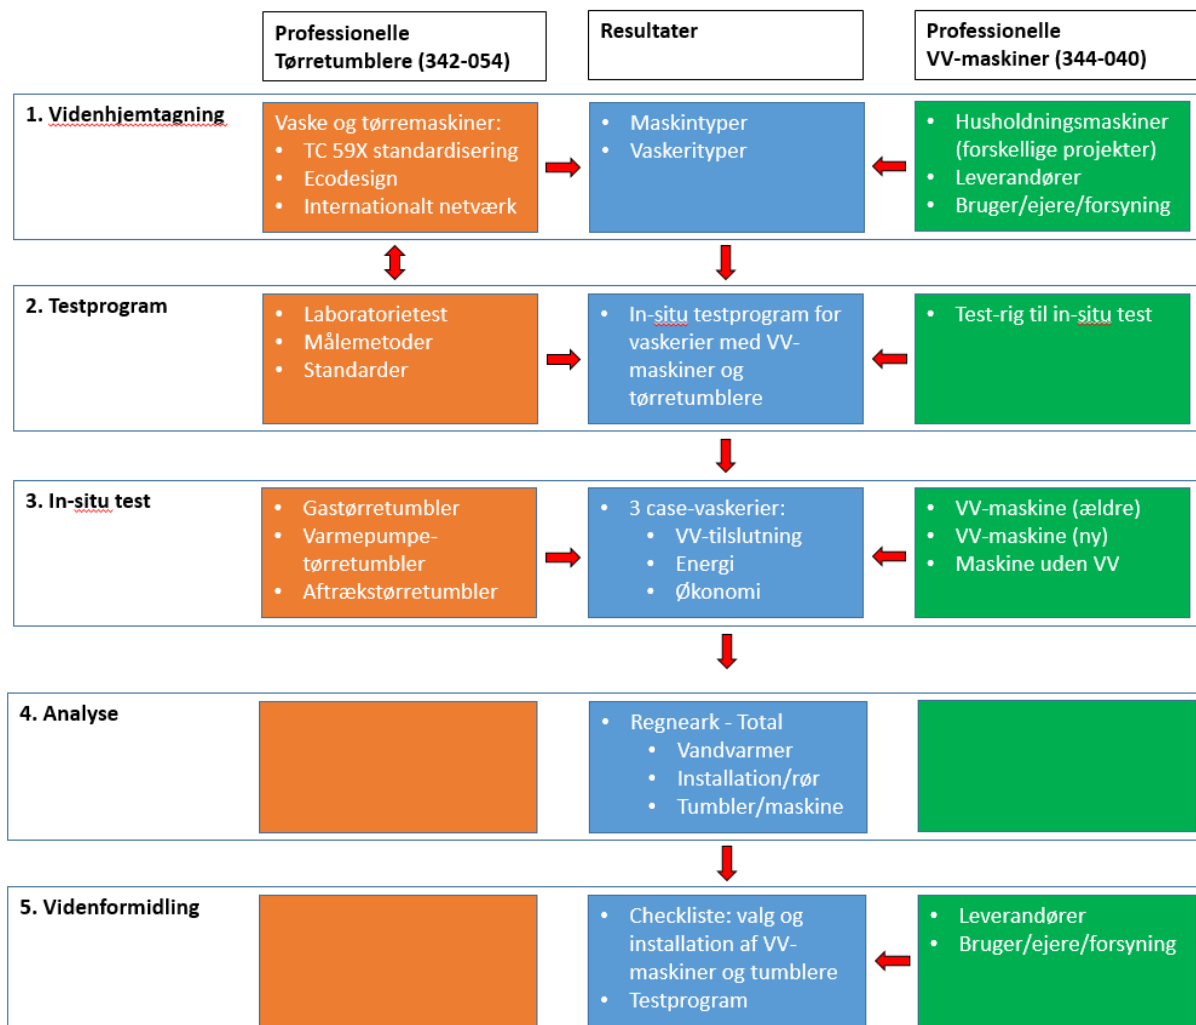 Professionelle
Tørretumblere (342-054)
Resultater
Professionelle
VV-maskiner (344-040)
1. Videnhjemtagning
Vaske og tørremaskiner:
• TC 59X standardisering
• Ecodesign
• Internationalt netværk
• Maskintyper
• Vaskerityper
• Husholdningsmaskiner
(forskellige projekter)
• Leverandører
• Bruger/ejere/forsyning
2. Testprogram
• Laboratorietest
• Målemetoder
• Standarder
• In-situ testprogram for
vaskerier med VV-
maskiner og
tørretumblere
• Test-rig til in-situ test
3. In-situ test
• Gastørretumbler
• Varmepumpe-
tørretumbler
• Aftrækstørretumbler
• 3 case-vaskerier:
• VV-tilslutning
• Energi
• Økonomi
• VV-maskine (ældre)
• VV-maskine (ny)
• Maskine uden VV
4. Analyse
• Regneark - Total
• Vandvarmer
• Installation/rør
• Tumbler/maskine
5. Videnformidling
• Checkliste: valg og
installation af VV-
maskiner og tumblere
• Testprogram
• Leverandører
• Bruger/ejere/forsyning